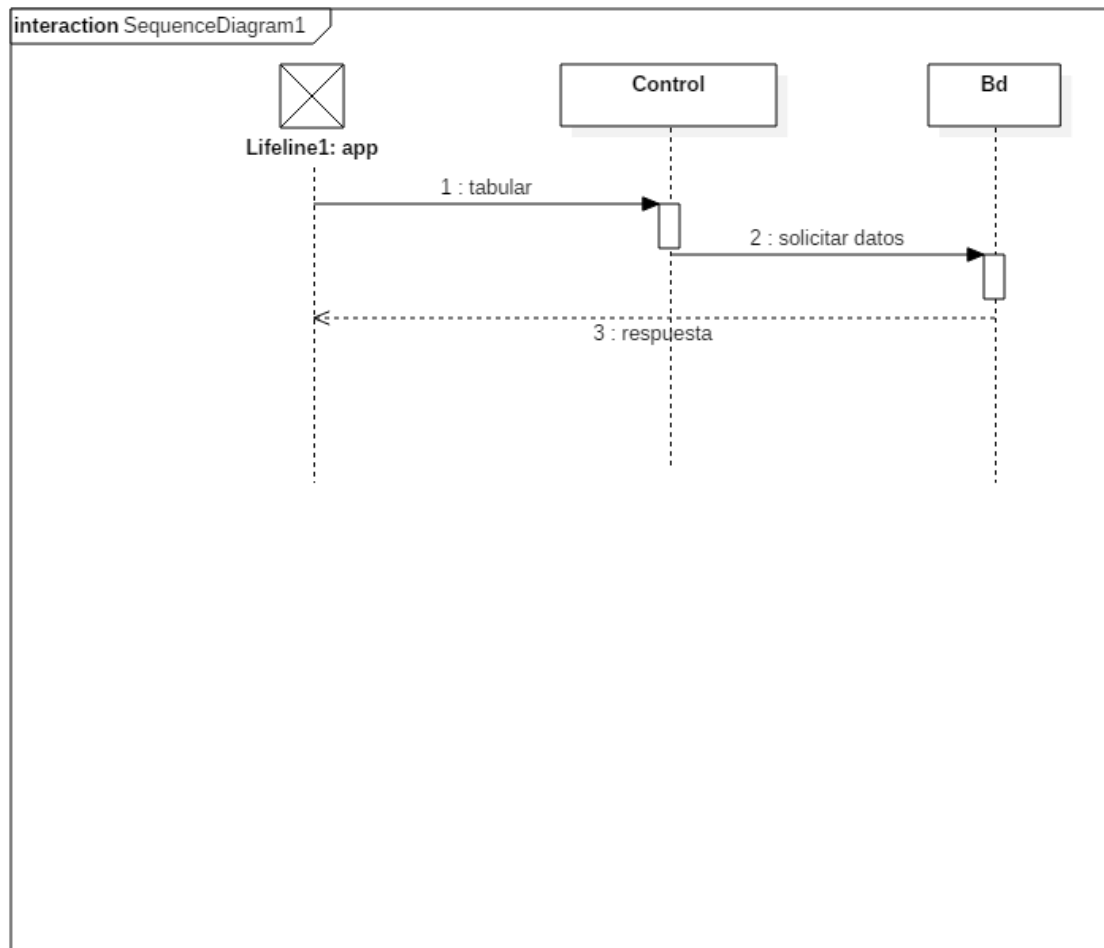 interaction SequenceDiagram1
Control
Bd
Lifeline1: app
1 : tabular
2 : solicitar datos
3 : respuesta